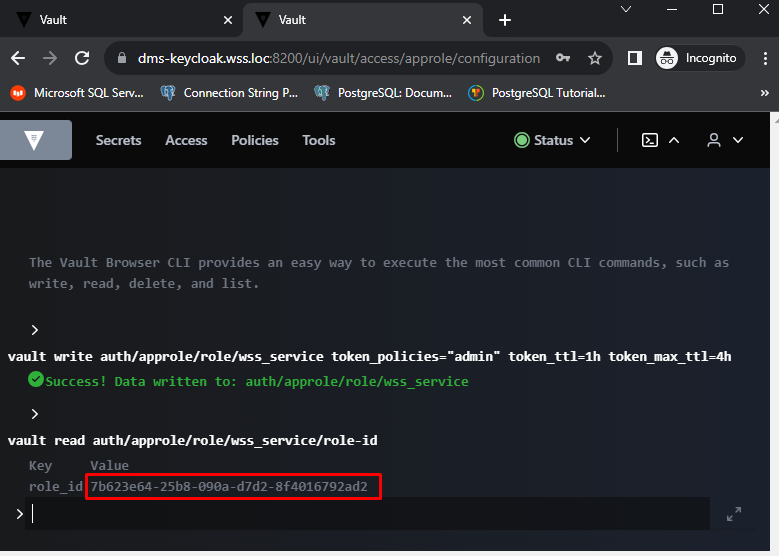 Vault
Vault
dms-keycloak.wss.loc:8200/ui/vault/access/approle/configuration
Incognito
Microsoft SQL Serv...
Connection String P...
PostgreSQL: Docum...
PostgreSQL Tutorial...
Secrets
Access
Policies
Tools
Status
The Vault Browser CLI provides an easy way to execute the most common CLI commands, such as
write, read, delete, and list.
vault write auth/approle/role/wss_service token_policies="admin" token_ttl=1h token_max_ttl=4h
Success! Data written to: auth/approle/role/wss_service
vault read auth/approle/role/wss_service/role-id
Key Value
role_id 7b623e64-25b8-090a-d7d2-8f4016792ad2